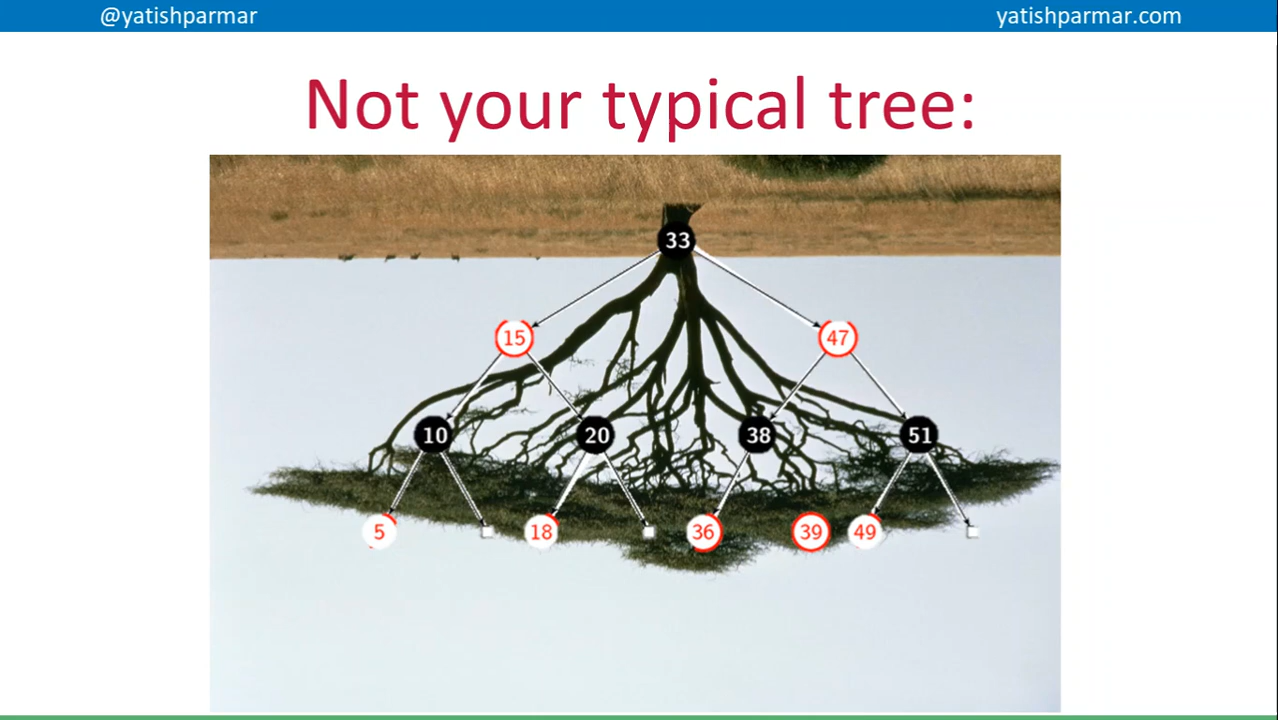 @yatishparmar yatishparmar.com
Not your typical tree:
33
15 47
10 20 38 51
5 18 36 39 49